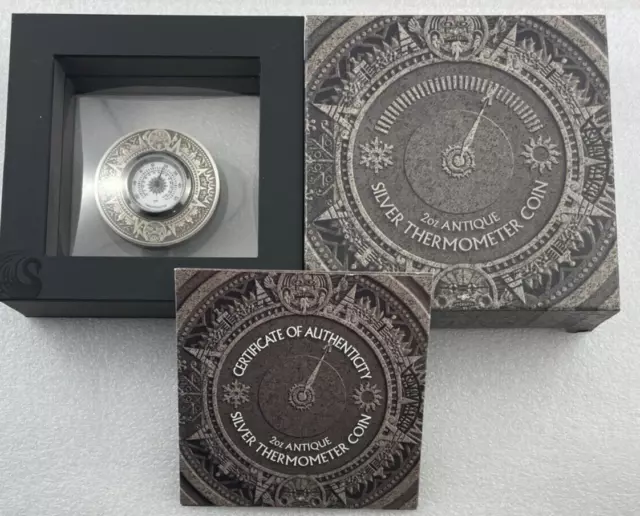 2oz ANTIQUE
SILVER THERMOMETER COIN
CERTIFICATE OF AUTHENTICITY
2oz ANTIQUE
SILVER THERMOMETER COIN